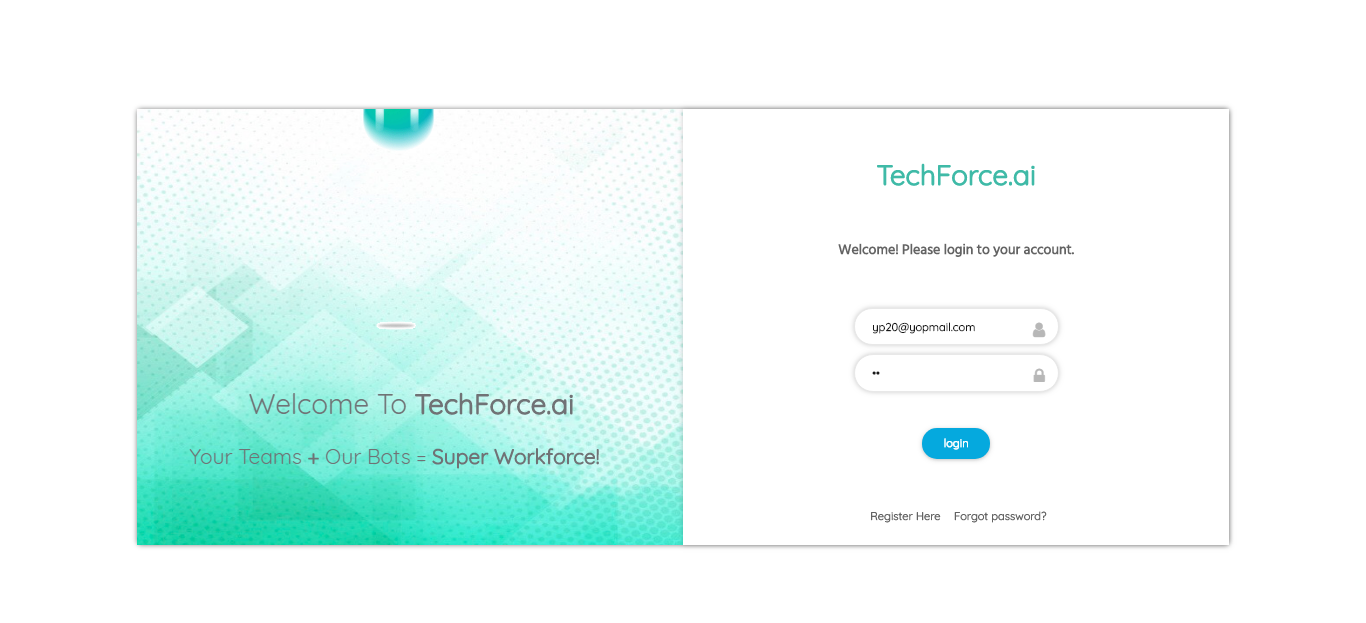 Welcome To TechForce.ai
Your Teams + Our Bots = Super Workforce!
TechForce.ai
Welcome! Please login to your account.
yp20@yopmail.com
••
login
Register Here Forgot password?